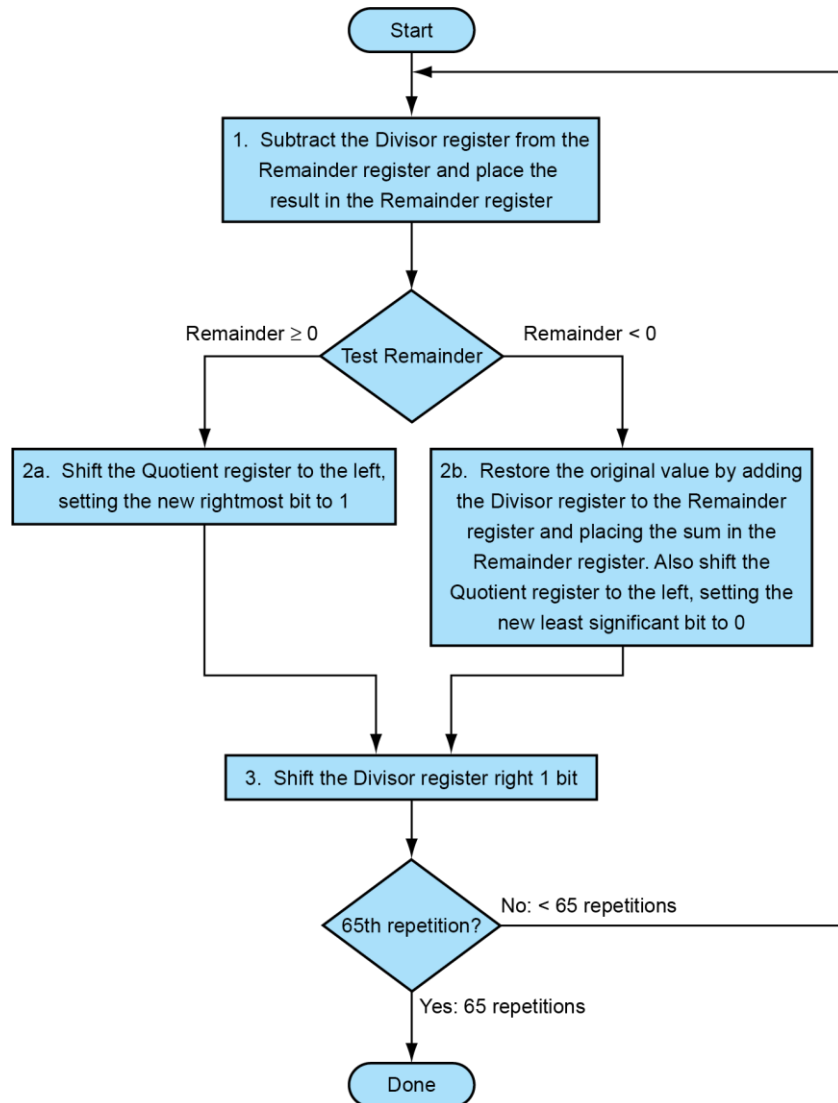 Start
1. Subtract the Divisor register from the
Remainder register and place the
result in the Remainder register
Remainder ≥ 0
Remainder < 0
Test Remainder
2a. Shift the Quotient register to the left,
setting the new rightmost bit to 1
2b. Restore the original value by adding
the Divisor register to the Remainder
register and placing the sum in the
Remainder register. Also shift the
Quotient register to the left, setting the
new least significant bit to 0
3. Shift the Divisor register right 1 bit
65th repetition?
No: < 65 repetitions
Yes: 65 repetitions
Done